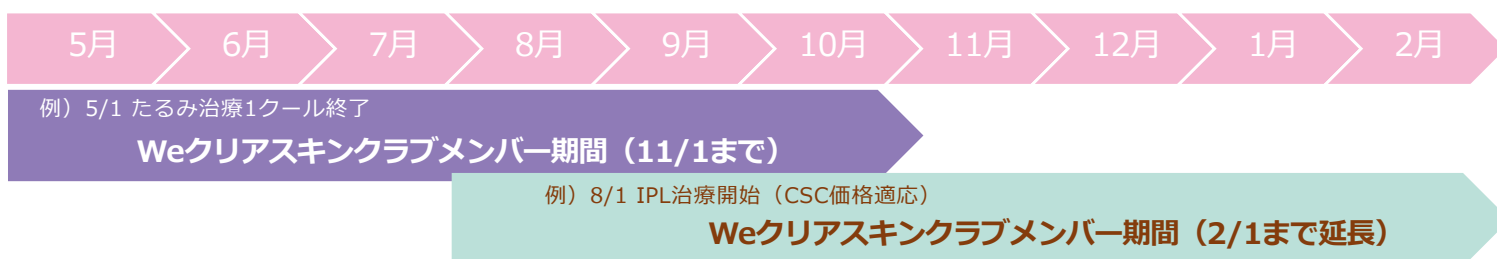 5月 6月 7月 8月 9月 10月 11月 12月 1月 2月
例）5/1 たるみ治療1クール終了
Weクリアスキンクラブメンバー期間（11/1まで）
例）8/1 IPL治療開始（CSC価格適応）
Weクリアスキンクラブメンバー期間（2/1まで延長）